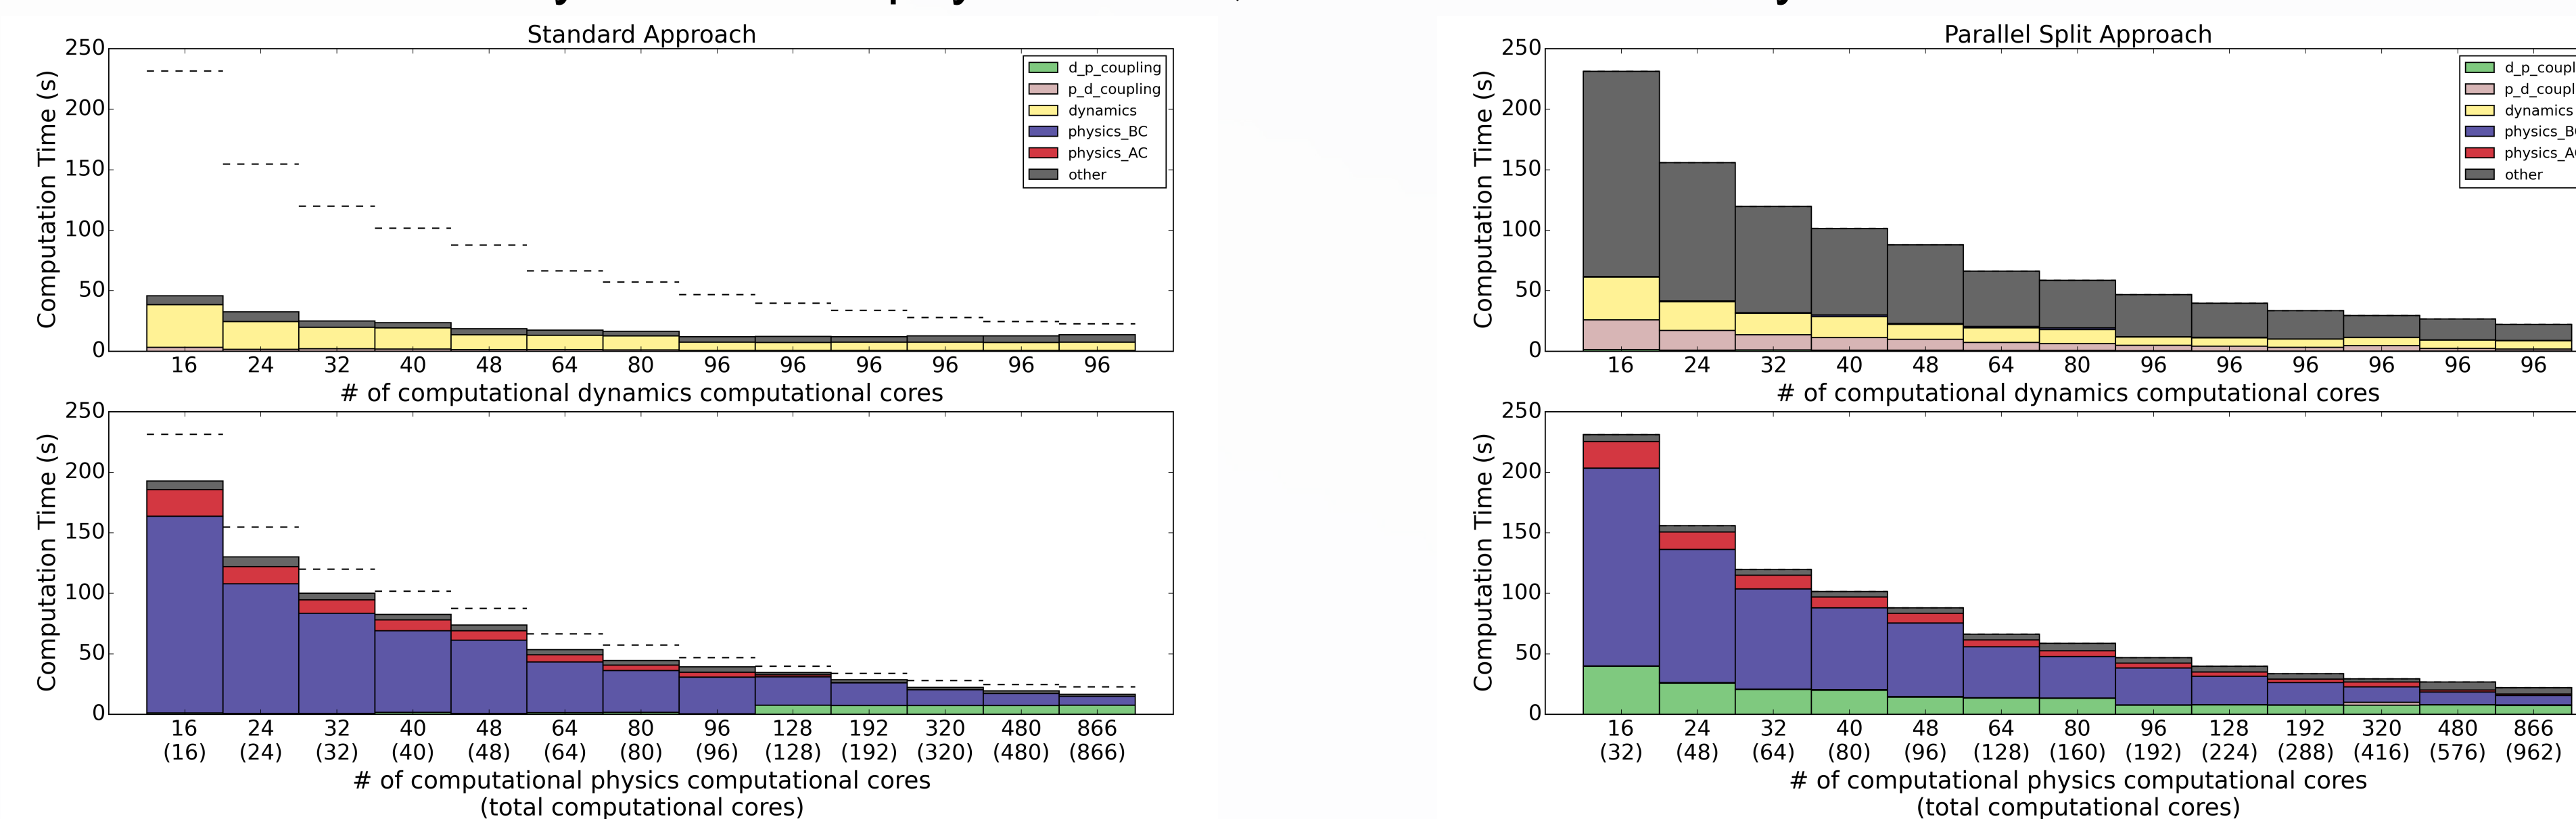 Standard Approach
250
200
150
100
50
0
Computation Time (s)
d_p_coupling
p_d_coupling
dynamics
physics_BC
physics_AC
other
16 24 32 40 48 64 80 96 96 96 96 96 96
# of computational dynamics computational cores
250
200
150
100
50
0
Computation Time (s)
16 24 32 40 48 64 80 96 128 192 320 480 866
(16) (24) (32) (40) (48) (64) (80) (96) (128) (192) (320) (480) (866)
# of computational physics computational cores
(total computational cores)
Parallel Split Approach
250
200
150
100
50
0
Computation Time (s)
d_p_coupl
p_d_coupl
dynamics
physics_B
physics_A
other
16 24 32 40 48 64 80 96 96 96 96 96 96
# of computational dynamics computational cores
250
200
150
100
50
0
Computation Time (s)
16 24 32 40 48 64 80 96 128 192 320 480 866
(32) (48) (64) (80) (96) (128) (160) (192) (224) (288) (416) (576) (962)
# of computational physics computational cores
(total computational cores)